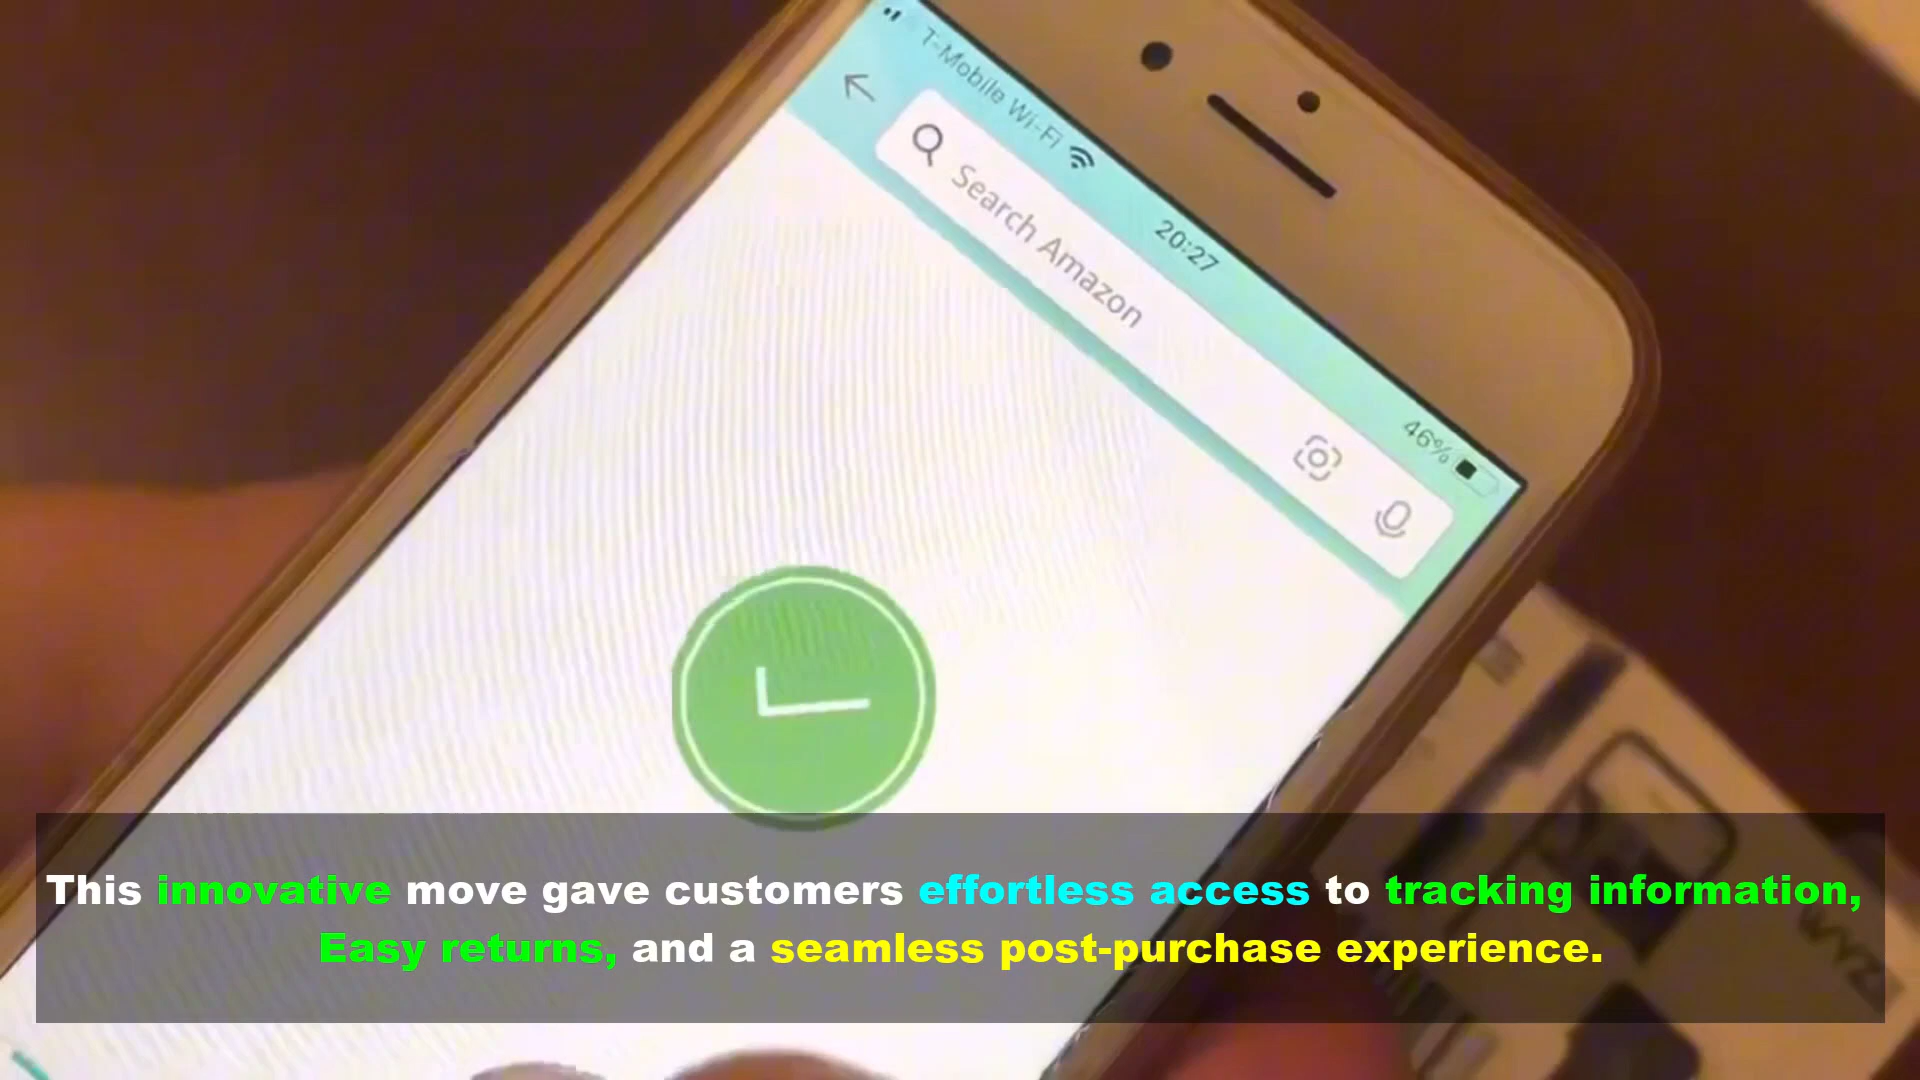 T-Mobile Wi-Fi
20:27
46%
Search Amazon
This innovative move gave customers effortless access to tracking information,
Easy returns, and a seamless post-purchase experience.